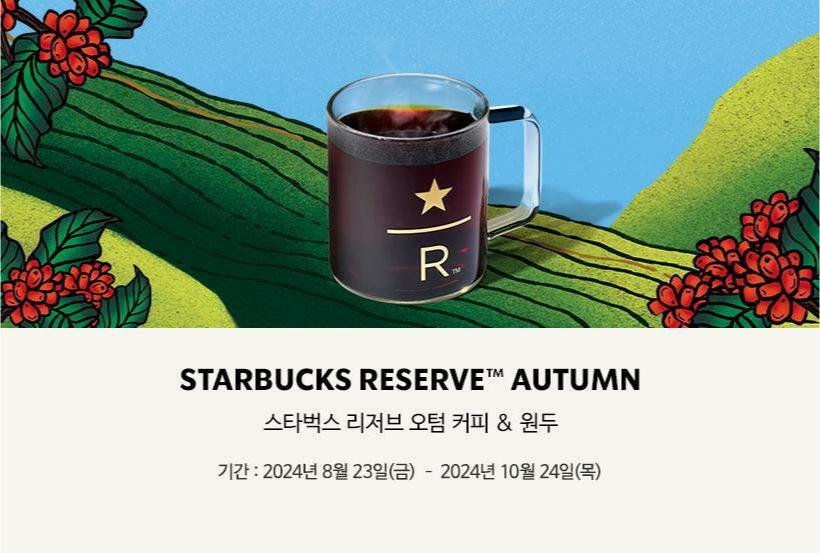 R™
STARBUCKS RESERVE™ AUTUMN
스타벅스 리저브 오텀 커피 & 원두
기간 : 2024년 8월 23일(금) - 2024년 10월 24일(목)